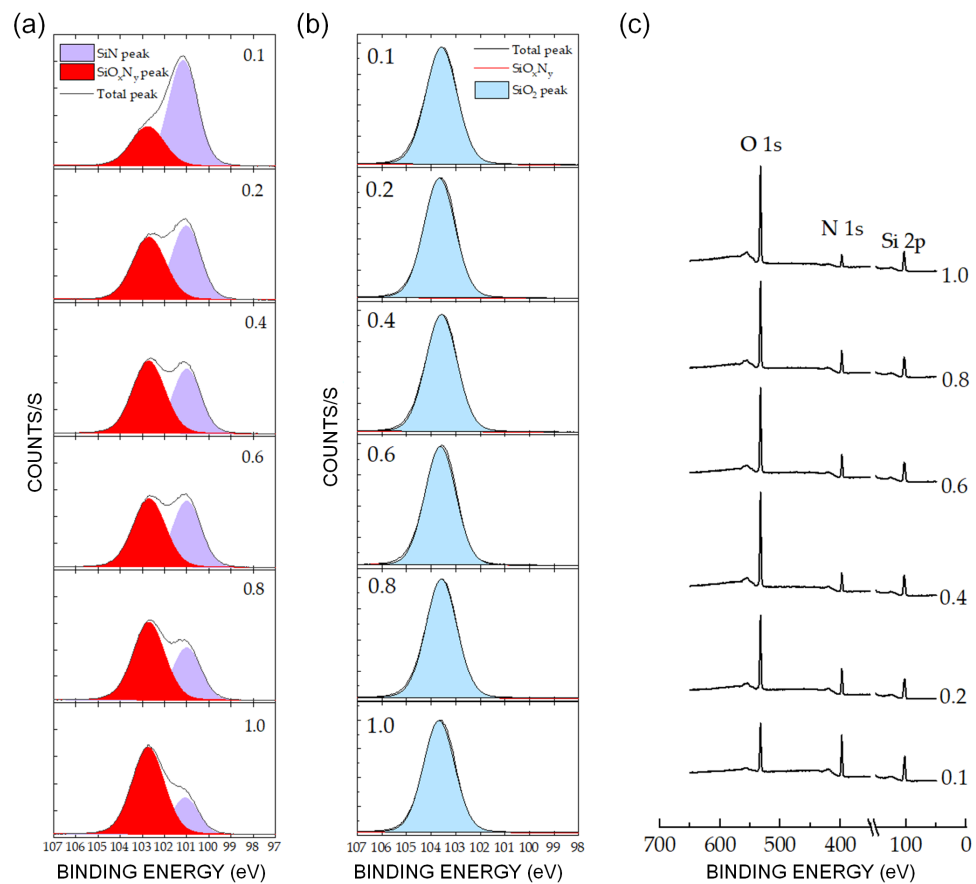 (a)
(b)
(c)
SiN peak
SiOxNy peak
Total peak
0.1
0.2
0.4
0.6
0.8
1.0
COUNTS/S
107 106 105 104 103 102 101 100 99 98 97
BINDING ENERGY (eV)
Total peak
SiOxNy
SiO2 peak
0.1
0.2
0.4
0.6
0.8
1.0
COUNTS/S
107 106 105 104 103 102 101 100 99 98
BINDING ENERGY (eV)
O 1s
N 1s
Si 2p
1.0
0.8
0.6
0.4
0.2
0.1
700 600 500 400 100 0
BINDING ENERGY (eV)